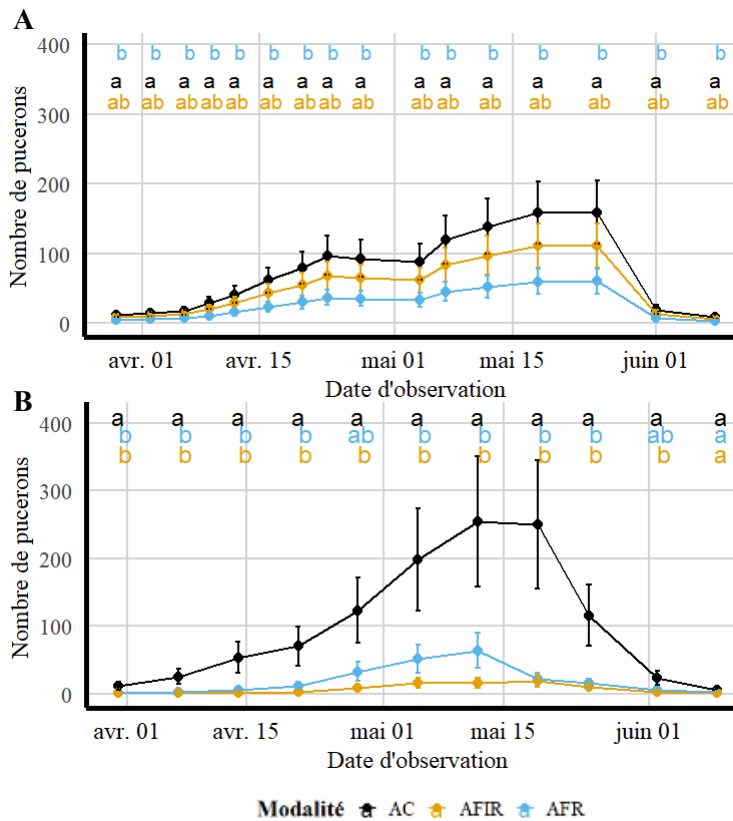 A
400
b b b b b b b b b b b b b b b b
a a a a a a a a a a a a a a a a
ab ab ab ab ab ab ab ab ab ab ab ab ab ab ab ab
300
200
100
0
Nombre de pucerons
avr. 01 avr. 15 mai 01 mai 15 juin 01
Date d'observation
B
400
a a a a a a a a a a a
b b b b ab b b b b ab a
b b b b b b b b b b a
300
200
100
0
Nombre de pucerons
avr. 01 avr. 15 mai 01 mai 15 juin 01
Date d'observation
Modalité a AC a AFIR a AFR